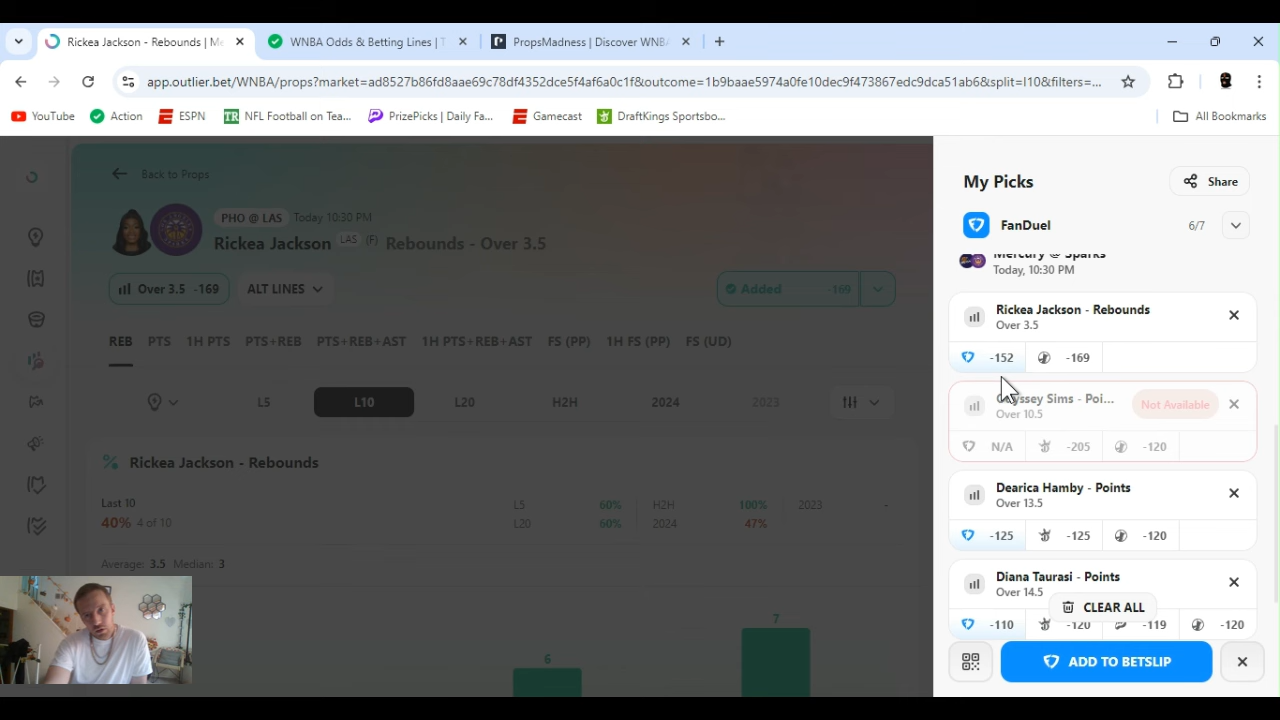 Rickea Jackson - Rebounds | Me
WNBA Odds & Betting Lines | T
PropsMadness | Discover WNBA
app.outlier.bet/WNBA/props?market=ad8527b86fd8aae69c78df4352dce5f4af6a0c1f&outcome=1b9baae5974a0fe10dec9f473867edc9dca51ab6&split=l10&filters=...
YouTube
Action
ESPN
NFL Football on Tea...
PrizePicks | Daily Fa...
Gamecast
DraftKings Sportsbo...
All Bookmarks
Back to Props
PHO @ LAS Today 10:30 PM
Rickea Jackson LAS (F) Rebounds - Over 3.5
Over 3.5 -169
ALT LINES
Added -169
REB PTS 1H PTS PTS+REB PTS+REB+AST 1H PTS+REB+AST FS (PP) 1H FS (PP) FS (UD)
L5 L10 L20 H2H 2024 2023
Rickea Jackson - Rebounds
Last 10
40% 4 of 10
L5 60% H2H 100% 2023 -
L20 60% 2024 47%
Average: 3.5 Median: 3
6
7
My Picks
Share
FanDuel
6/7
Mercury @ Sparks
Today, 10:30 PM
Rickea Jackson - Rebounds
Over 3.5
-152 -169
Sims - Poi...
Not Available
Over 10.5
N/A -205 -120
Dearica Hamby - Points
Over 13.5
-125 -125 -120
Diana Taurasi - Points
Over 14.5
CLEAR ALL
-110 -120 -119 -120
ADD TO BETSLIP